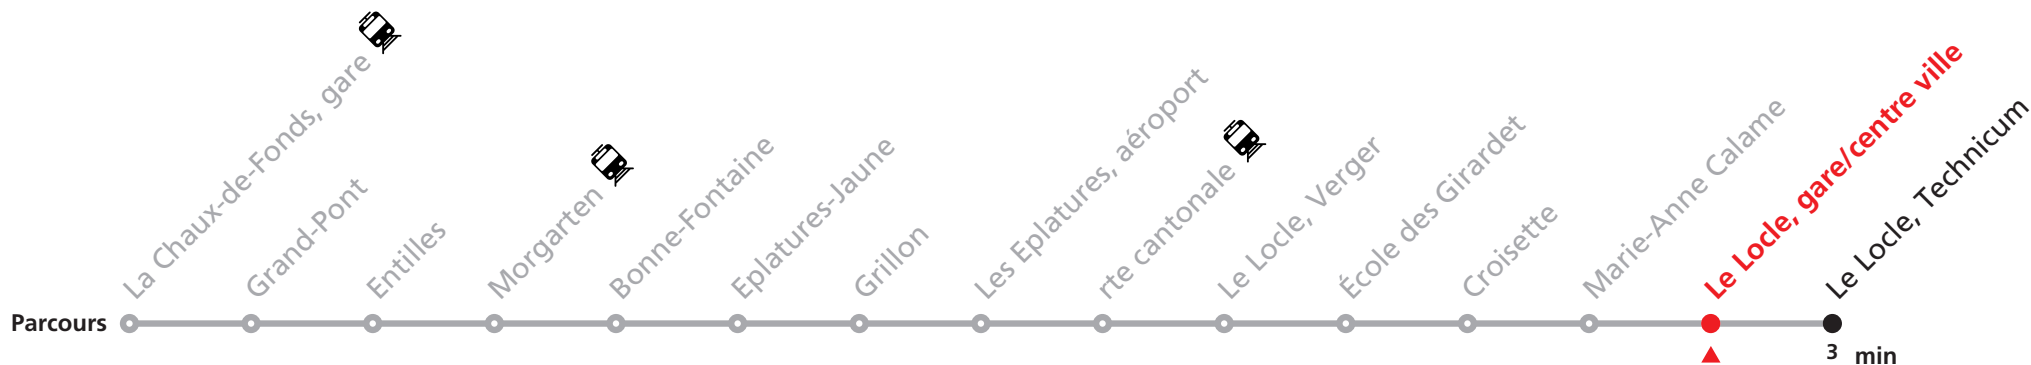 La Chaux-de-Fonds, gare
Grand-Pont
Entilles
Morgarten
Bonne-Fontaine
Eplatures-Jaune
Grillon
Les Eplatures, aéroport
rte cantonale
Le Locle, Verger
École des Girardet
Croisette
Marie-Anne Calame
Le Locle, gare/centre ville
Le Locle, Technicum
Parcours
3 min